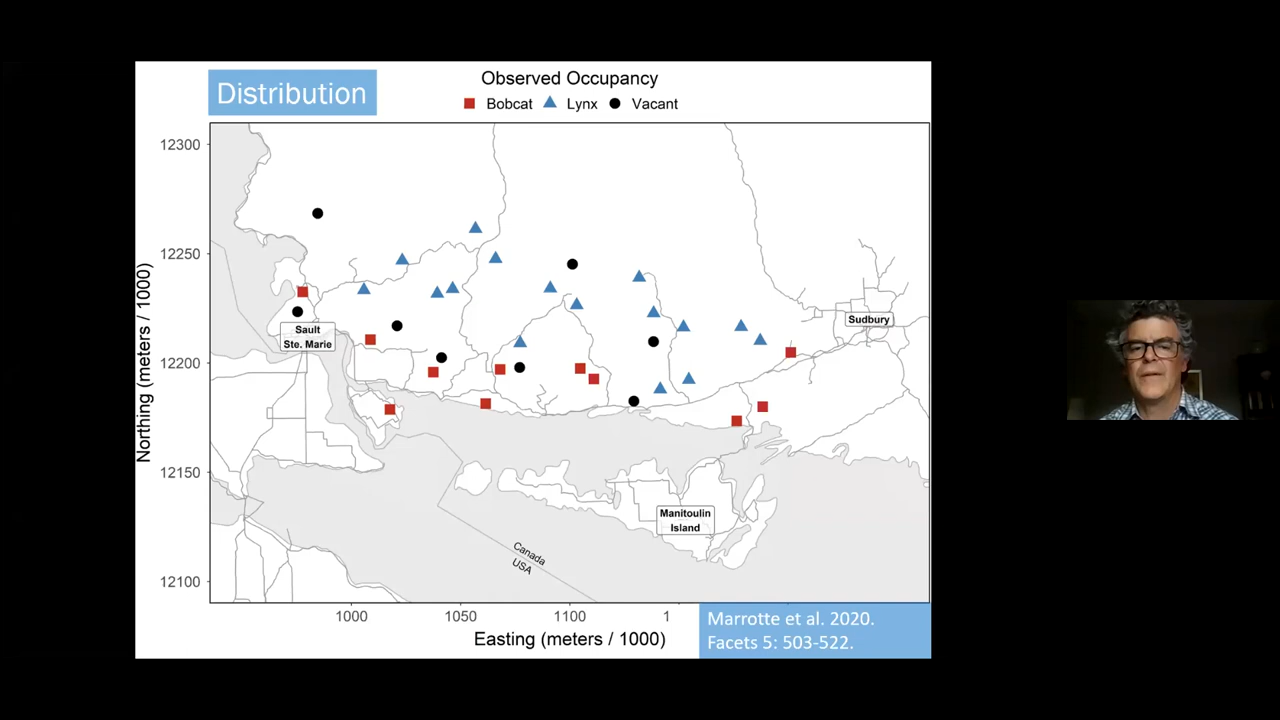 Distribution
Observed Occupancy
Bobcat Lynx Vacant
12300
12250
12200
12150
12100
Northing (meters / 1000)
Sault
Ste. Marie
Sudbury
Manitoulin
Island
Canada
USA
1000 1050 1100 1
Easting (meters / 1000)
Marrotte et al. 2020.
Facets 5: 503-522.